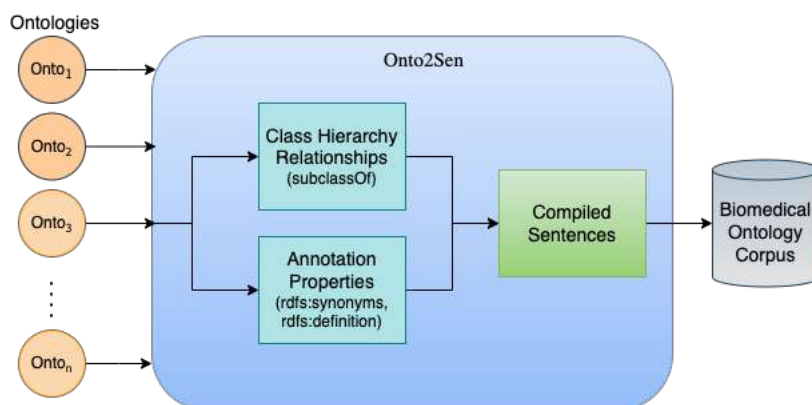 Ontologies
Onto1
Onto2
Onto3
Onton
Onto2Sen
Class Hierarchy
Relationships
(subclassOf)
Annotation
Properties
(rdfs:synonyms,
rdfs:definition)
Compiled
Sentences
Biomedical
Ontology
Corpus